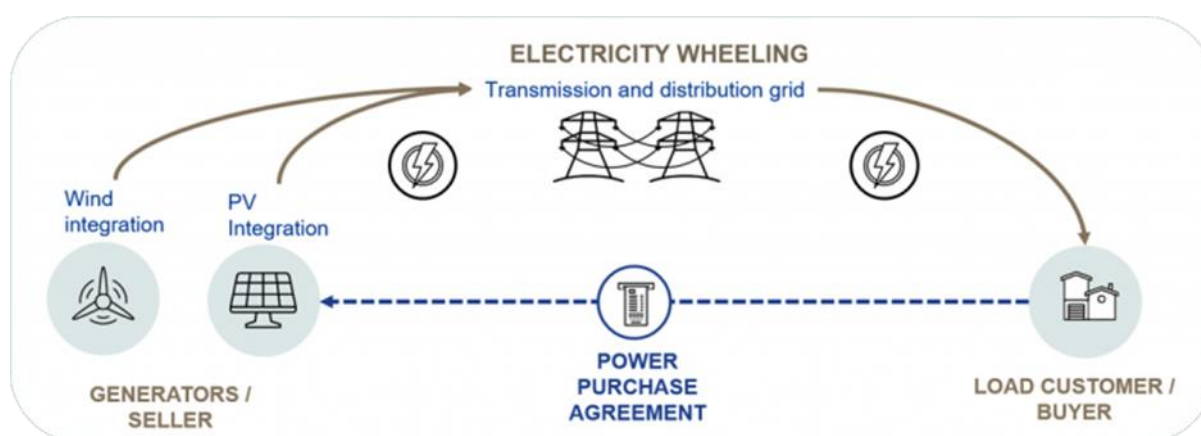 ELECTRICITY WHEELING
Transmission and distribution grid
Wind
integration
PV
Integration
POWER
PURCHASE
AGREEMENT
GENERATORS /
SELLER
LOAD CUSTOMER /
BUYER